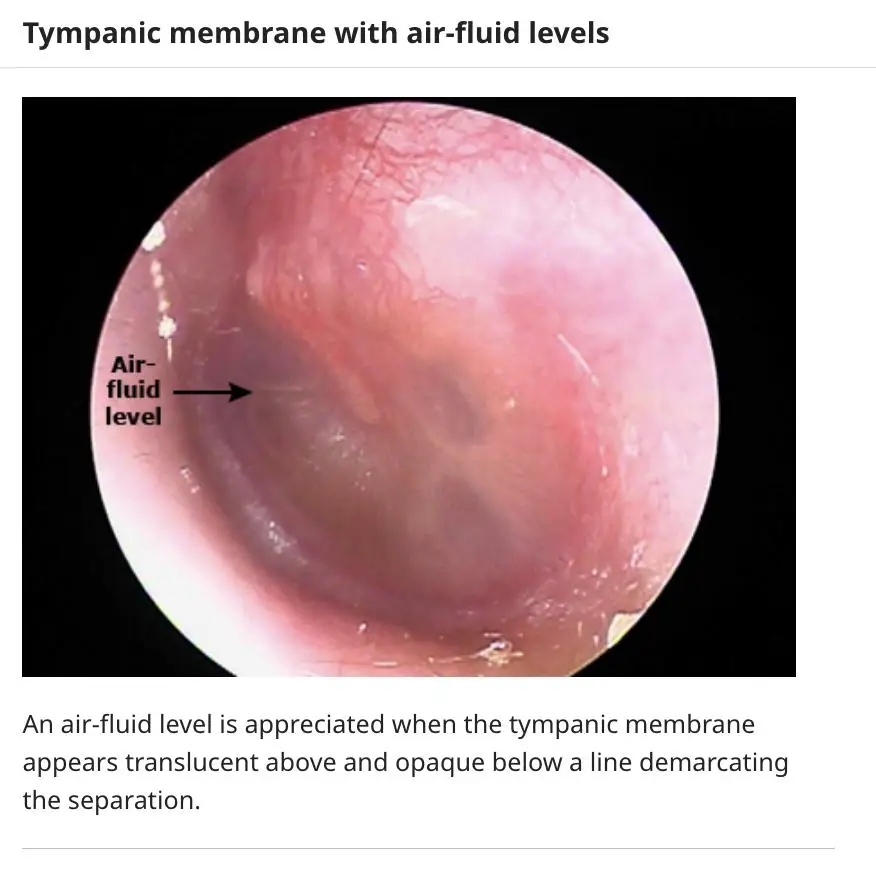 Tympanic membrane with air-fluid levels
Air-
fluid
level
An air-fluid level is appreciated when the tympanic membrane
appears translucent above and opaque below a line demarcating
the separation.